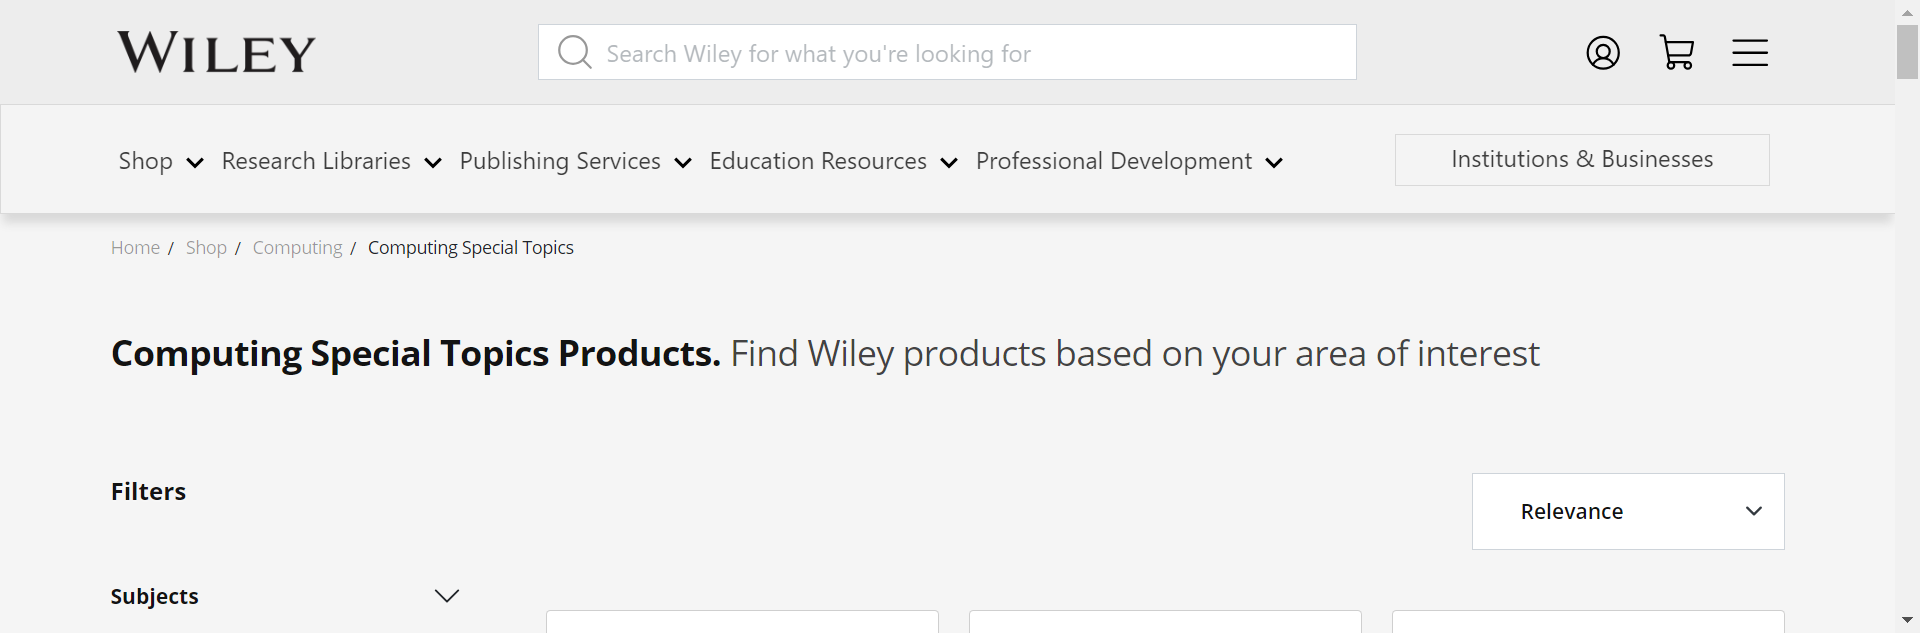 WILEY
Search Wiley for what you're looking for
Shop Research Libraries Publishing Services Education Resources Professional Development Institutions & Businesses
Home / Shop / Computing / Computing Special Topics
Computing Special Topics Products. Find Wiley products based on your area of interest
Filters
Relevance
Subjects